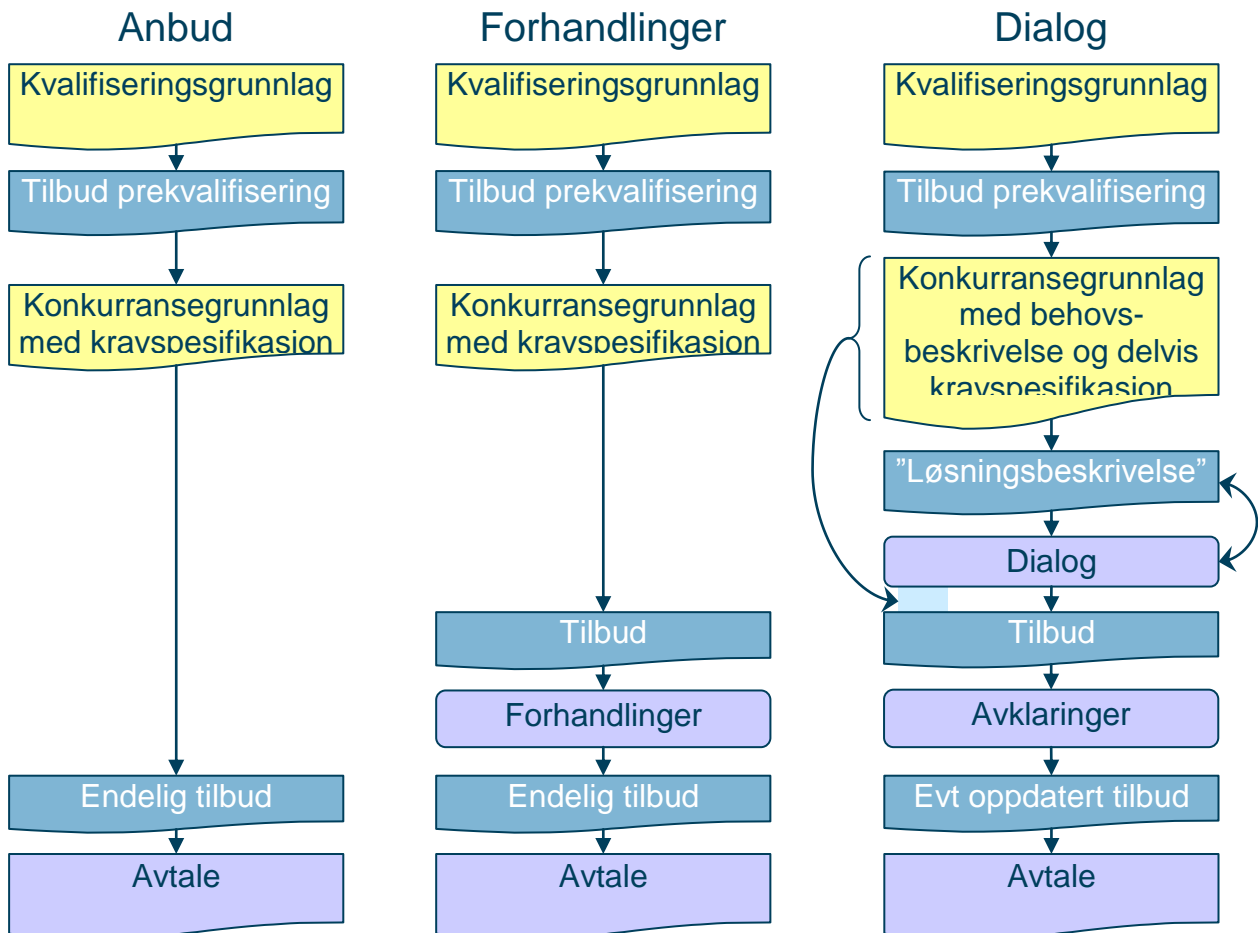 Anbud
Kvalifiseringsgrunnlag
Tilbud prekvalifisering
Konkurransegrunnlag
med kravspesifikasjon
Endelig tilbud
Avtale
Forhandlinger
Kvalifiseringsgrunnlag
Tilbud prekvalifisering
Konkurransegrunnlag
med kravspesifikasjon
Tilbud
Forhandlinger
Endelig tilbud
Avtale
Dialog
Kvalifiseringsgrunnlag
Tilbud prekvalifisering
Konkurransegrunnlag
med behovs-
beskrivelse og delvis
kravspesifikasjon
”Løsningsbeskrivelse”
Dialog
Tilbud
Avklaringer
Evt oppdatert tilbud
Avtale